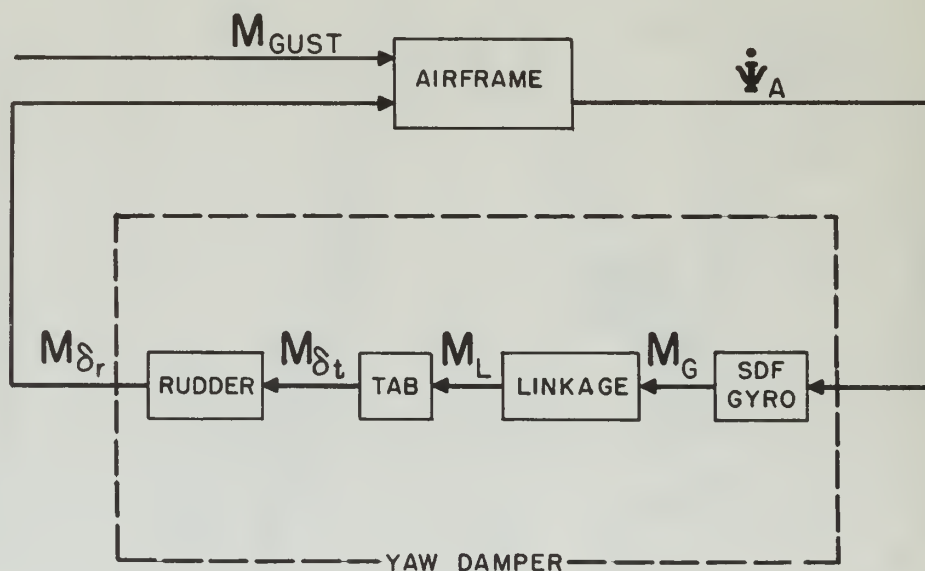 M_GUST
AIRFRAME
Ψ̇_A
M_δr
RUDDER
M_δt
TAB
M_L
LINKAGE
M_G
SDF
GYRO
YAW DAMPER